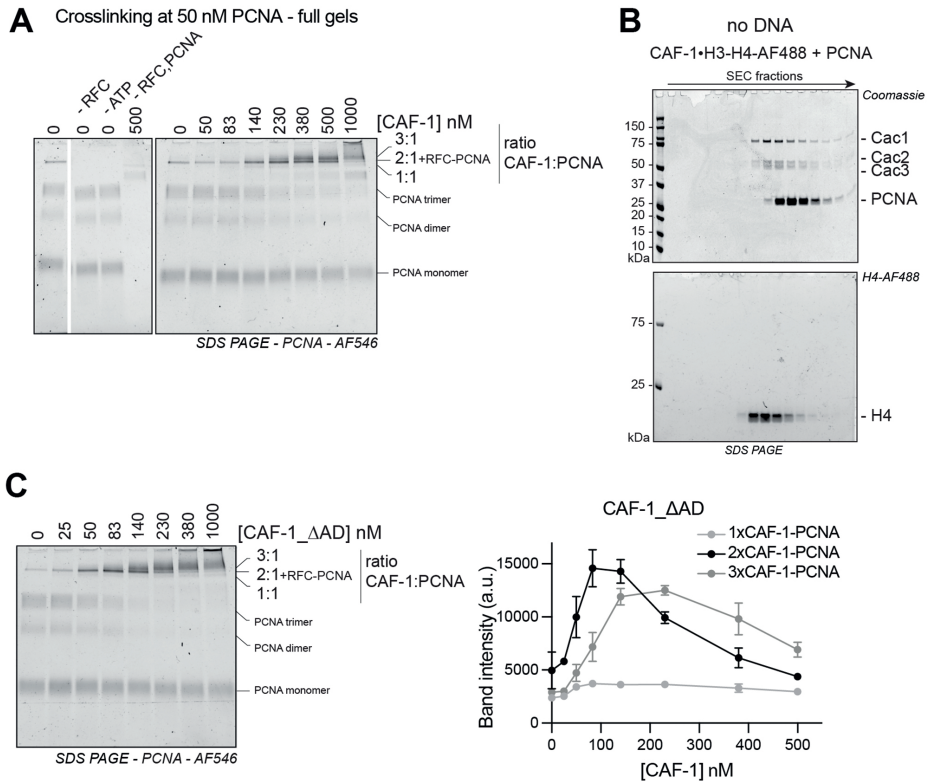 A
Crosslinking at 50 nM PCNA - full gels
- RFC
- ATP
- RFC,PCNA
0 0 0 500
0 50 83 140 230 380 500 1000 [CAF-1] nM
3:1
2:1+RFC-PCNA
1:1
ratio
CAF-1:PCNA
PCNA trimer
PCNA dimer
PCNA monomer
SDS PAGE - PCNA - AF546
B
no DNA
CAF-1•H3-H4-AF488 + PCNA
SEC fractions
Coomassie
150
75
50
37
25
20
15
10
kDa
- Cac1
- Cac2
- Cac3
- PCNA
H4-AF488
75
25
kDa
- H4
SDS PAGE
C
0 25 50 83 140 230 380 1000 [CAF-1_ΔAD] nM
3:1
2:1+RFC-PCNA
1:1
ratio
CAF-1:PCNA
PCNA trimer
PCNA dimer
PCNA monomer
SDS PAGE - PCNA - AF546
CAF-1_ΔAD
1xCAF-1-PCNA
2xCAF-1-PCNA
3xCAF-1-PCNA
Band intensity (a.u.)
15000
10000
5000
0
0 100 200 300 400 500
[CAF-1] nM